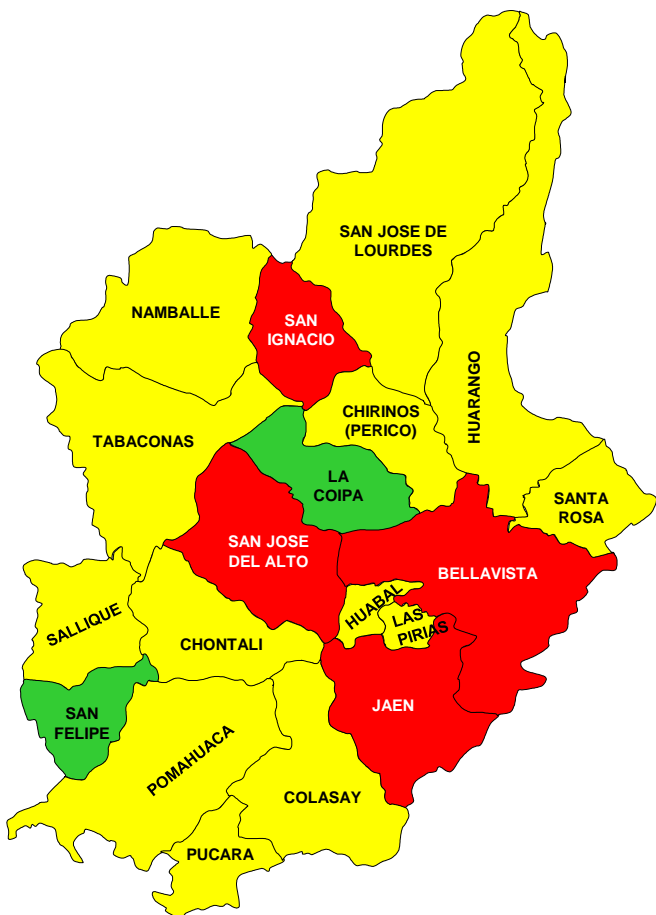 SAN JOSE DE
LOURDES
NAMBALLE
SAN
IGNACIO
HUARANGO
CHIRINOS
(PERICO)
TABACONAS
LA
COIPA
SANTA
ROSA
SAN JOSE
DEL ALTO
BELLAVISTA
HUABAL
LAS
PIRIAS
SALLIQUE
CHONTALI
JAEN
SAN
FELIPE
POMAHUACA
COLASAY
PUCARA